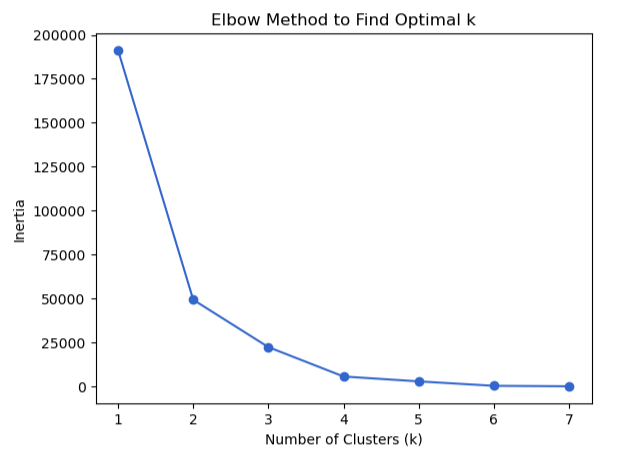 Elbow Method to Find Optimal k
200000
175000
150000
125000
100000
75000
50000
25000
0
Inertia
1 2 3 4 5 6 7
Number of Clusters (k)